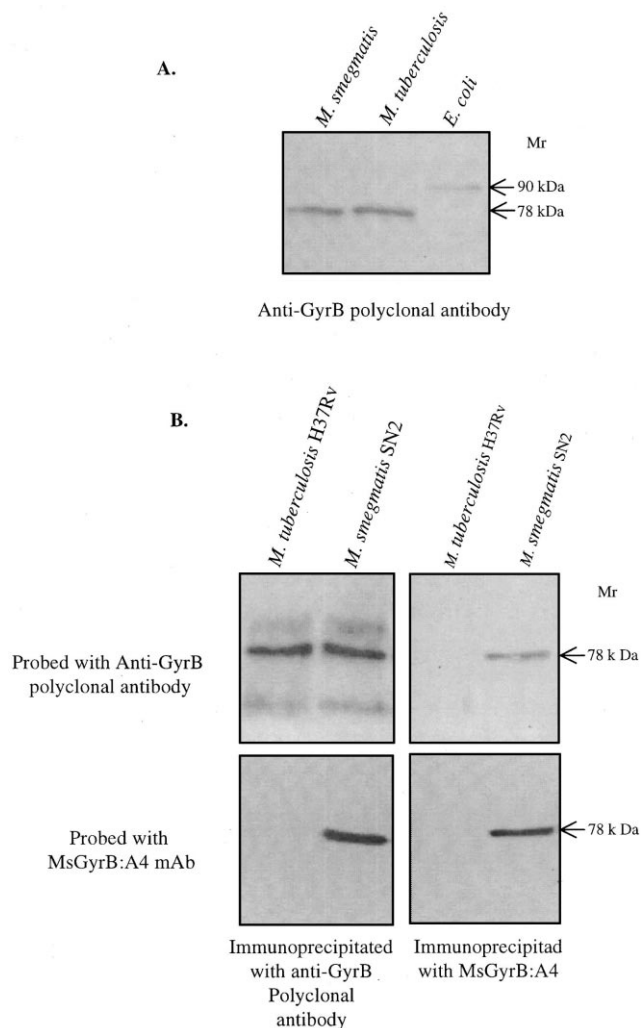 A.
M. smegmatis
M. tuberculosis
E. coli
Mr
90 kDa
78 kDa
Anti-GyrB polyclonal antibody
B.
M. tuberculosis H37Rv
M. smegmatis SN2
M. tuberculosis H37Rv
M. smegmatis SN2
Mr
Probed with Anti-GyrB
polyclonal antibody
78 k Da
Probed with
MsGyrB:A4 mAb
78 k Da
Immunoprecipitated
with anti-GyrB
Polyclonal
antibody
Immunoprecipitad
with MsGyrB:A4